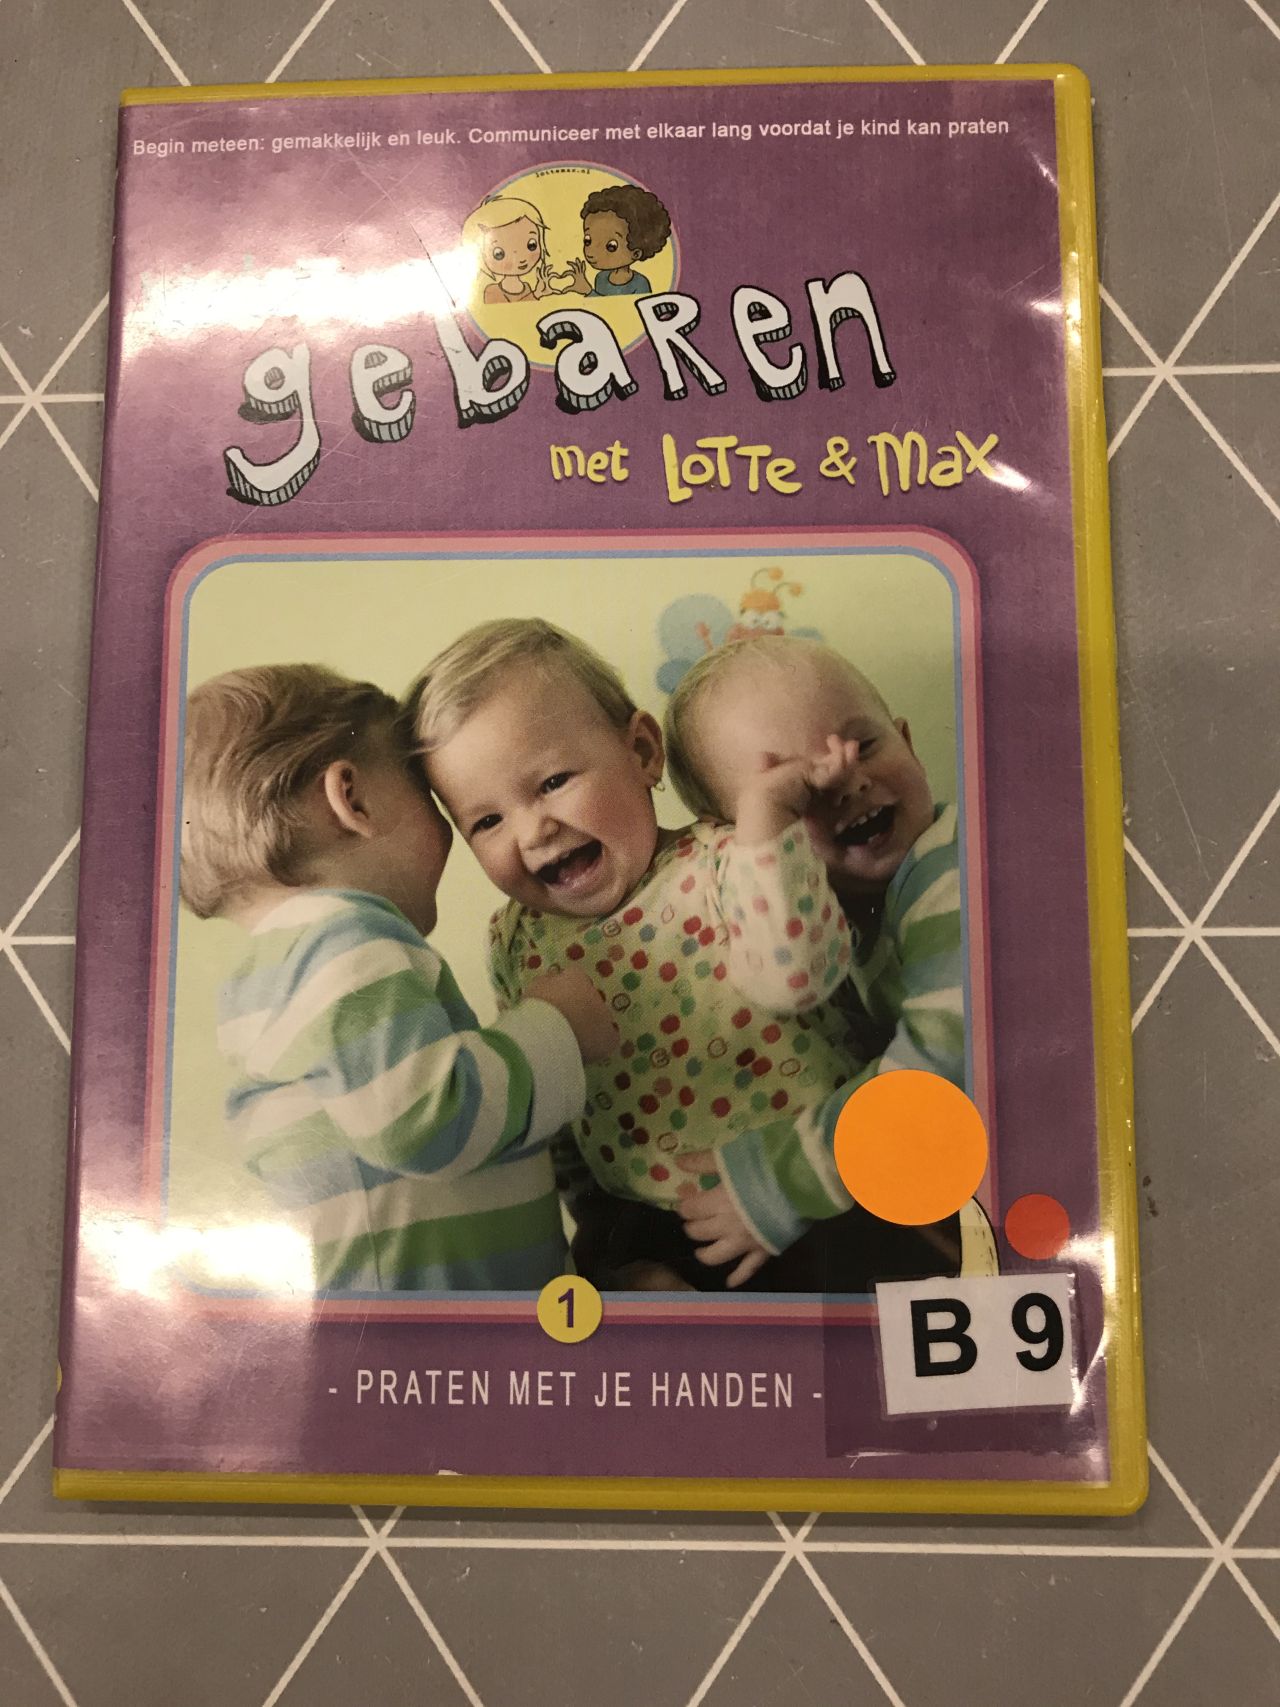 Begin meteen: gemakkelijk en leuk. Communiceer met elkaar lang voordat je kind kan praten
gebaren
met Lotte & Max
1
B 9
- PRATEN MET JE HANDEN -